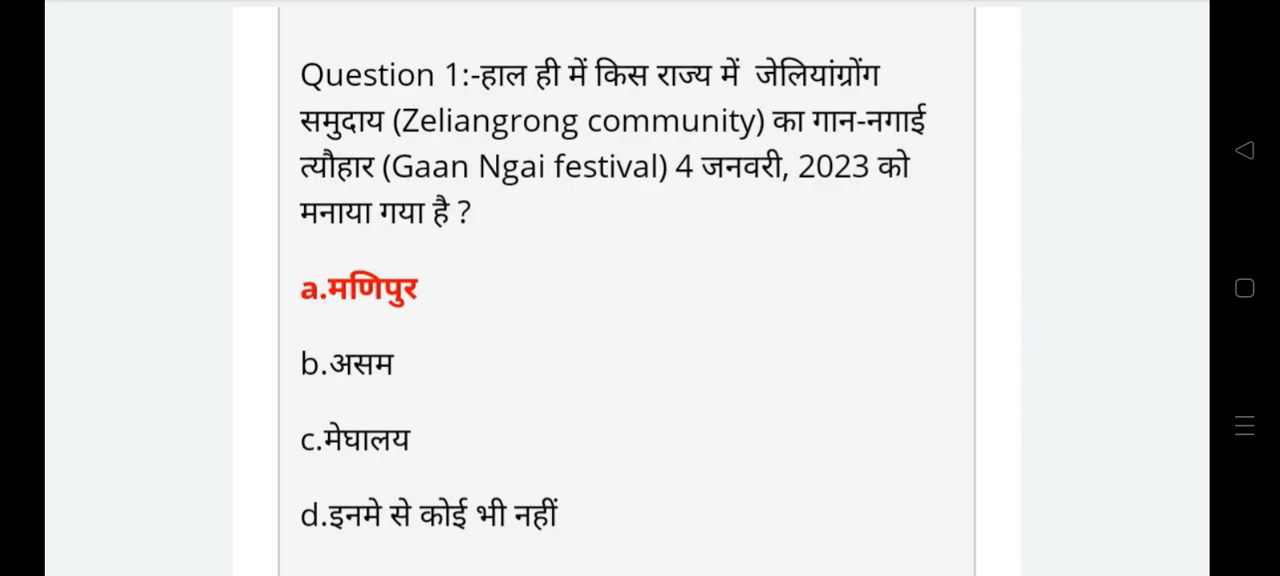 Question 1:-हाल ही में किस राज्य में  जेलियांग्रोंग
समुदाय (Zeliangrong community) का गान-नगाई
त्यौहार (Gaan Ngai festival) 4 जनवरी, 2023 को
मनाया गया है ?
a.मणिपुर
b.असम
c.मेघालय
d.इनमे से कोई भी नहीं